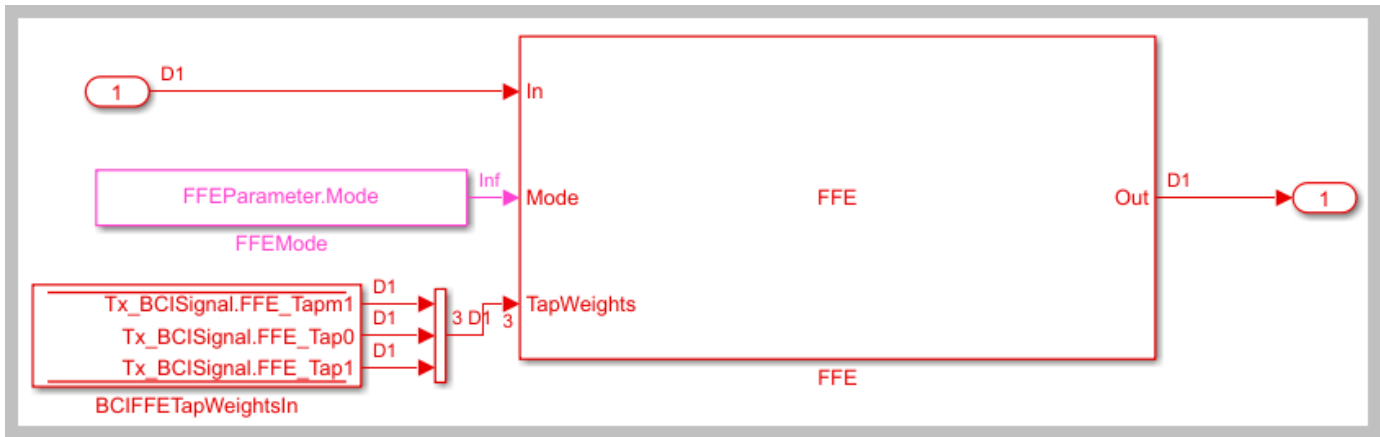 D1
1
In
FFEParameter.Mode
Inf
Mode
FFE
Out
D1
1
FFEMode
Tx_BCISignal.FFE_Tapm1
D1
Tx_BCISignal.FFE_Tap0
D1
Tx_BCISignal.FFE_Tap1
D1
3 D1
3
TapWeights
BCIFFETapWeightsIn
FFE